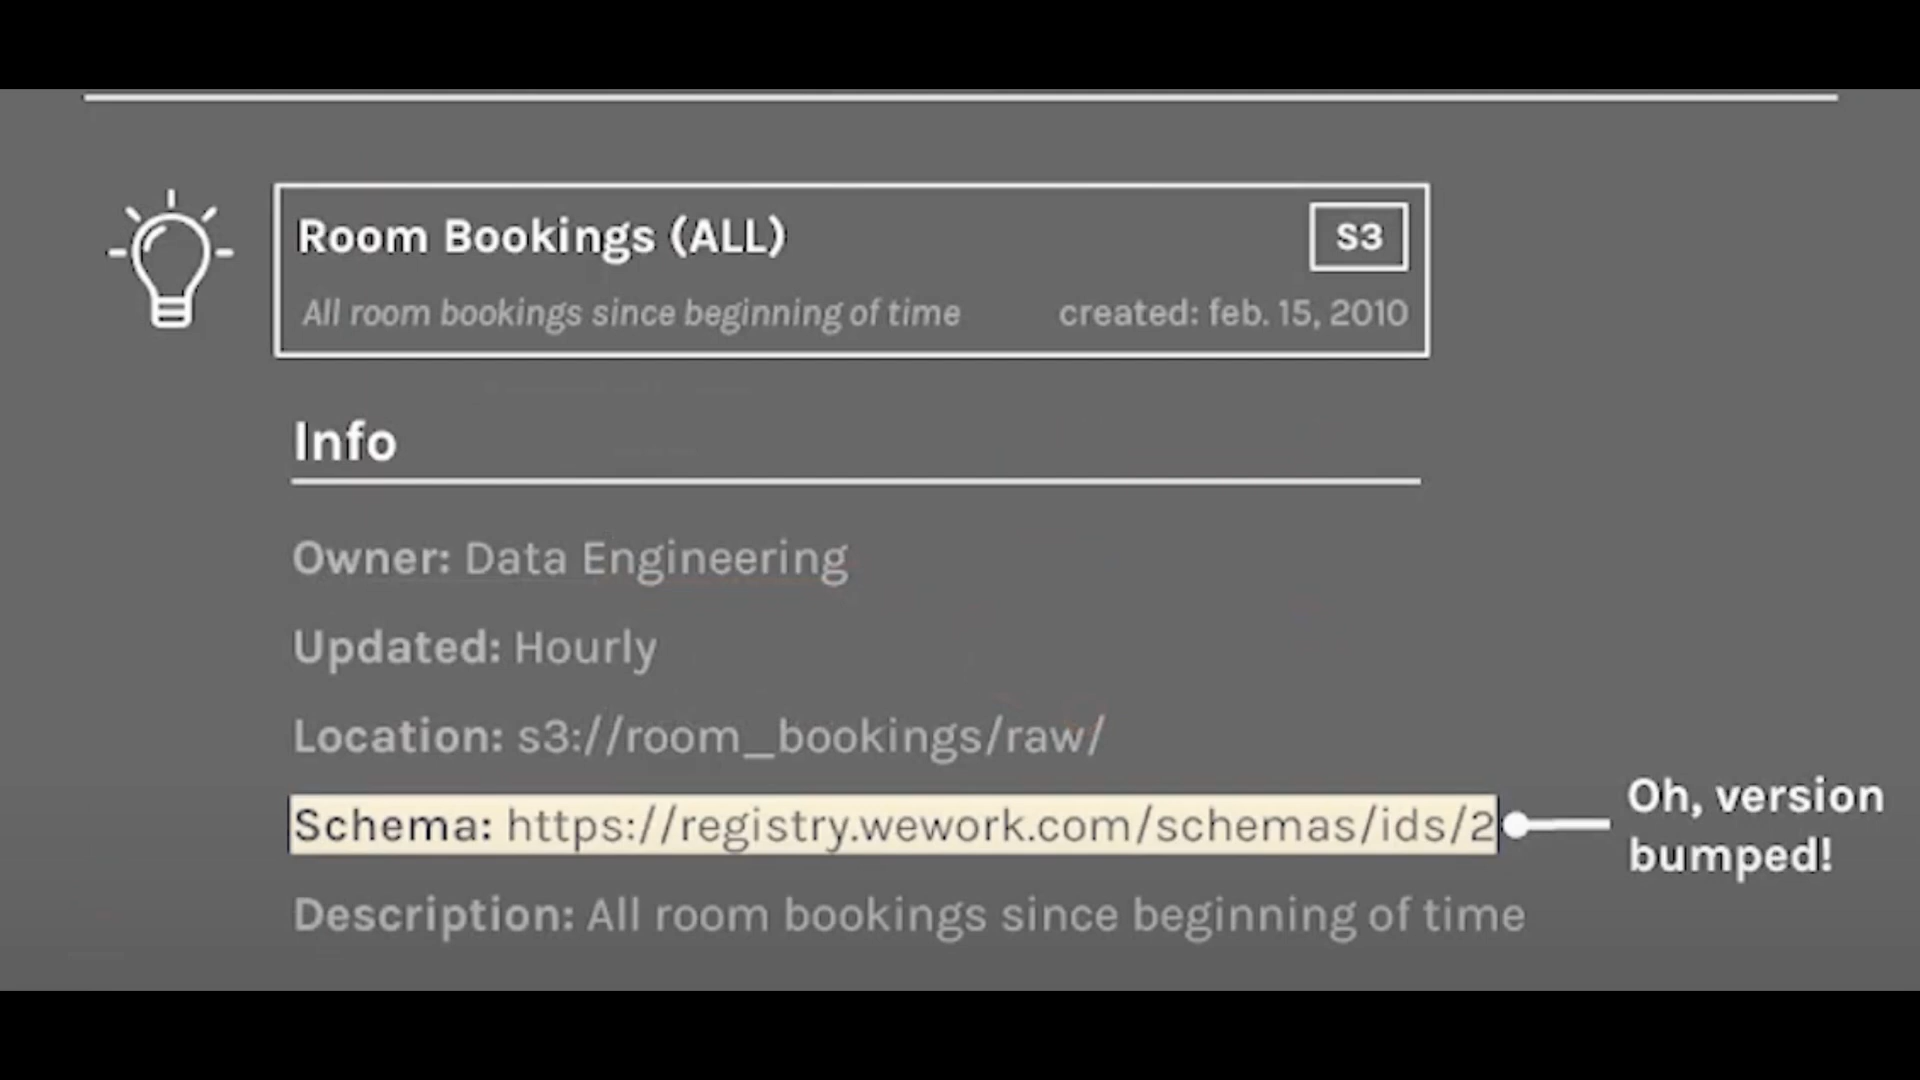 Room Bookings (ALL)
S3
All room bookings since beginning of time
created: feb. 15, 2010
Info
Owner: Data Engineering
Updated: Hourly
Location: s3://room_bookings/raw/
Schema: https://registry.wework.com/schemas/ids/2
Oh, version
bumped!
Description: All room bookings since beginning of time